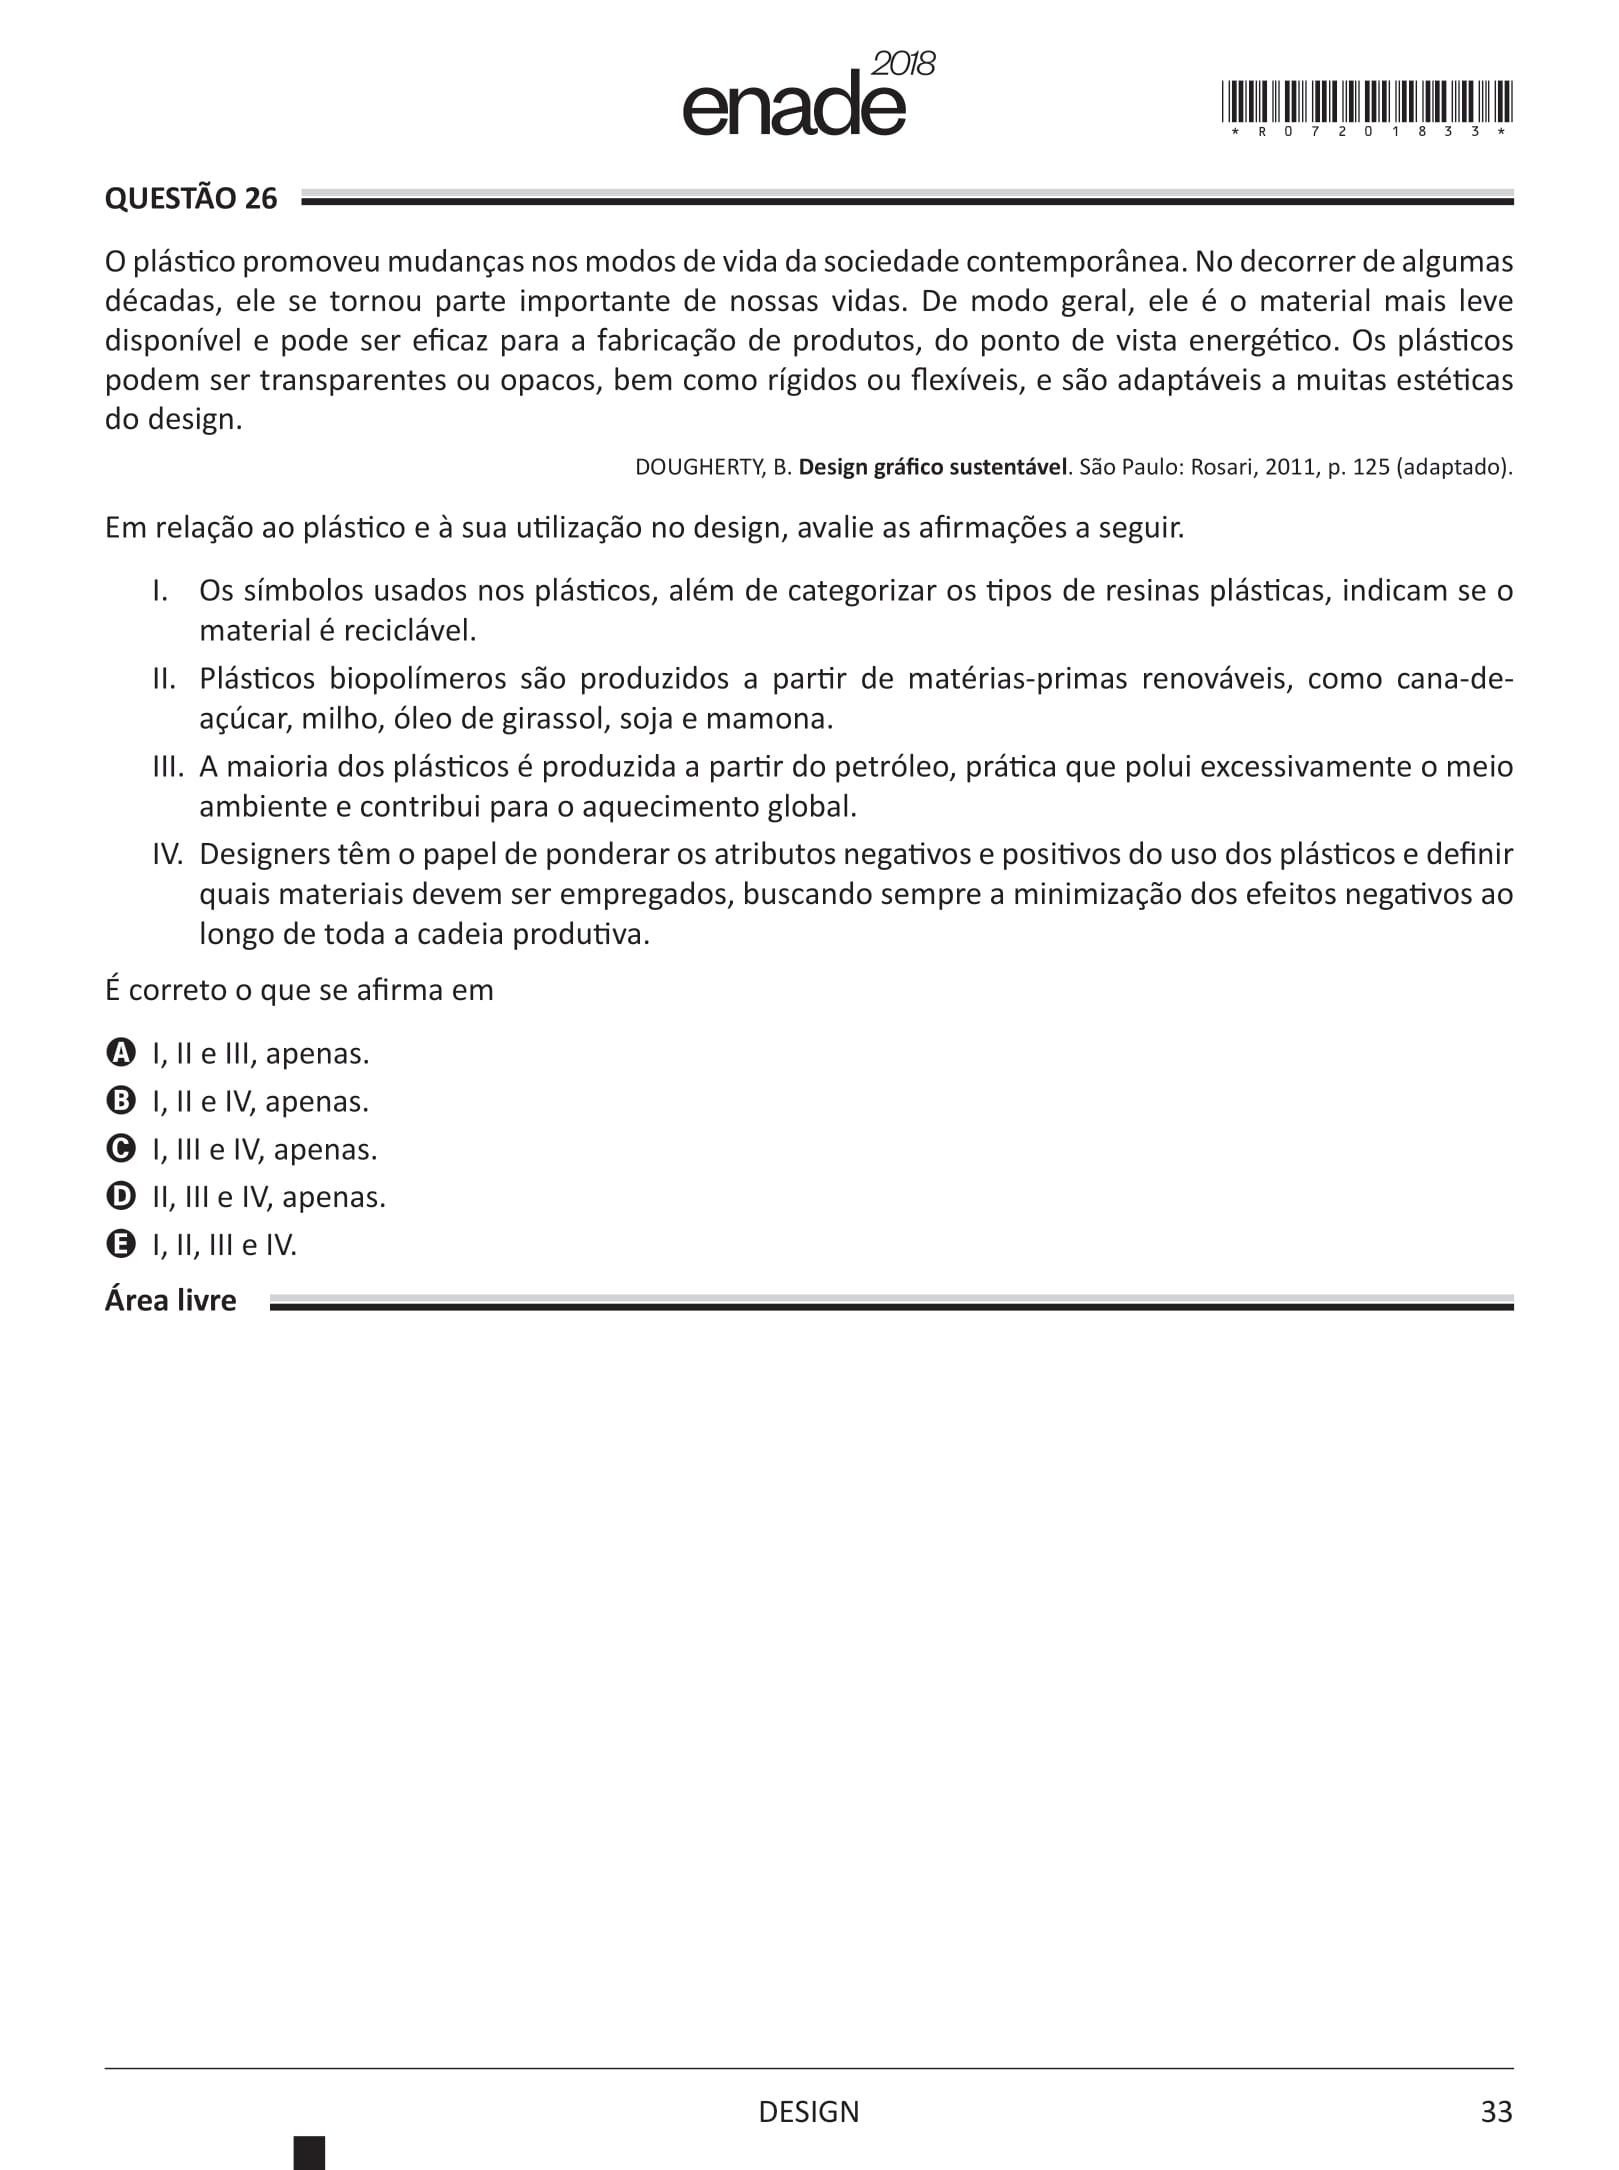 enade2018
*R07201833*
QUESTÃO 26
O plástico promoveu mudanças nos modos de vida da sociedade contemporânea. No decorrer de algumas
décadas, ele se tornou parte importante de nossas vidas. De modo geral, ele é o material mais leve
disponível e pode ser eficaz para a fabricação de produtos, do ponto de vista energético. Os plásticos
podem ser transparentes ou opacos, bem como rígidos ou flexíveis, e são adaptáveis a muitas estéticas
do design.
DOUGHERTY, B. Design gráfico sustentável. São Paulo: Rosari, 2011, p. 125 (adaptado).
Em relação ao plástico e à sua utilização no design, avalie as afirmações a seguir.
I. Os símbolos usados nos plásticos, além de categorizar os tipos de resinas plásticas, indicam se o
material é reciclável.
II. Plásticos biopolímeros são produzidos a partir de matérias-primas renováveis, como cana-de-
açúcar, milho, óleo de girassol, soja e mamona.
III. A maioria dos plásticos é produzida a partir do petróleo, prática que polui excessivamente o meio
ambiente e contribui para o aquecimento global.
IV. Designers têm o papel de ponderar os atributos negativos e positivos do uso dos plásticos e definir
quais materiais devem ser empregados, buscando sempre a minimização dos efeitos negativos ao
longo de toda a cadeia produtiva.
É correto o que se afirma em
A I, II e III, apenas.
B I, II e IV, apenas.
C I, III e IV, apenas.
D II, III e IV, apenas.
E I, II, III e IV.
Área livre
DESIGN
33